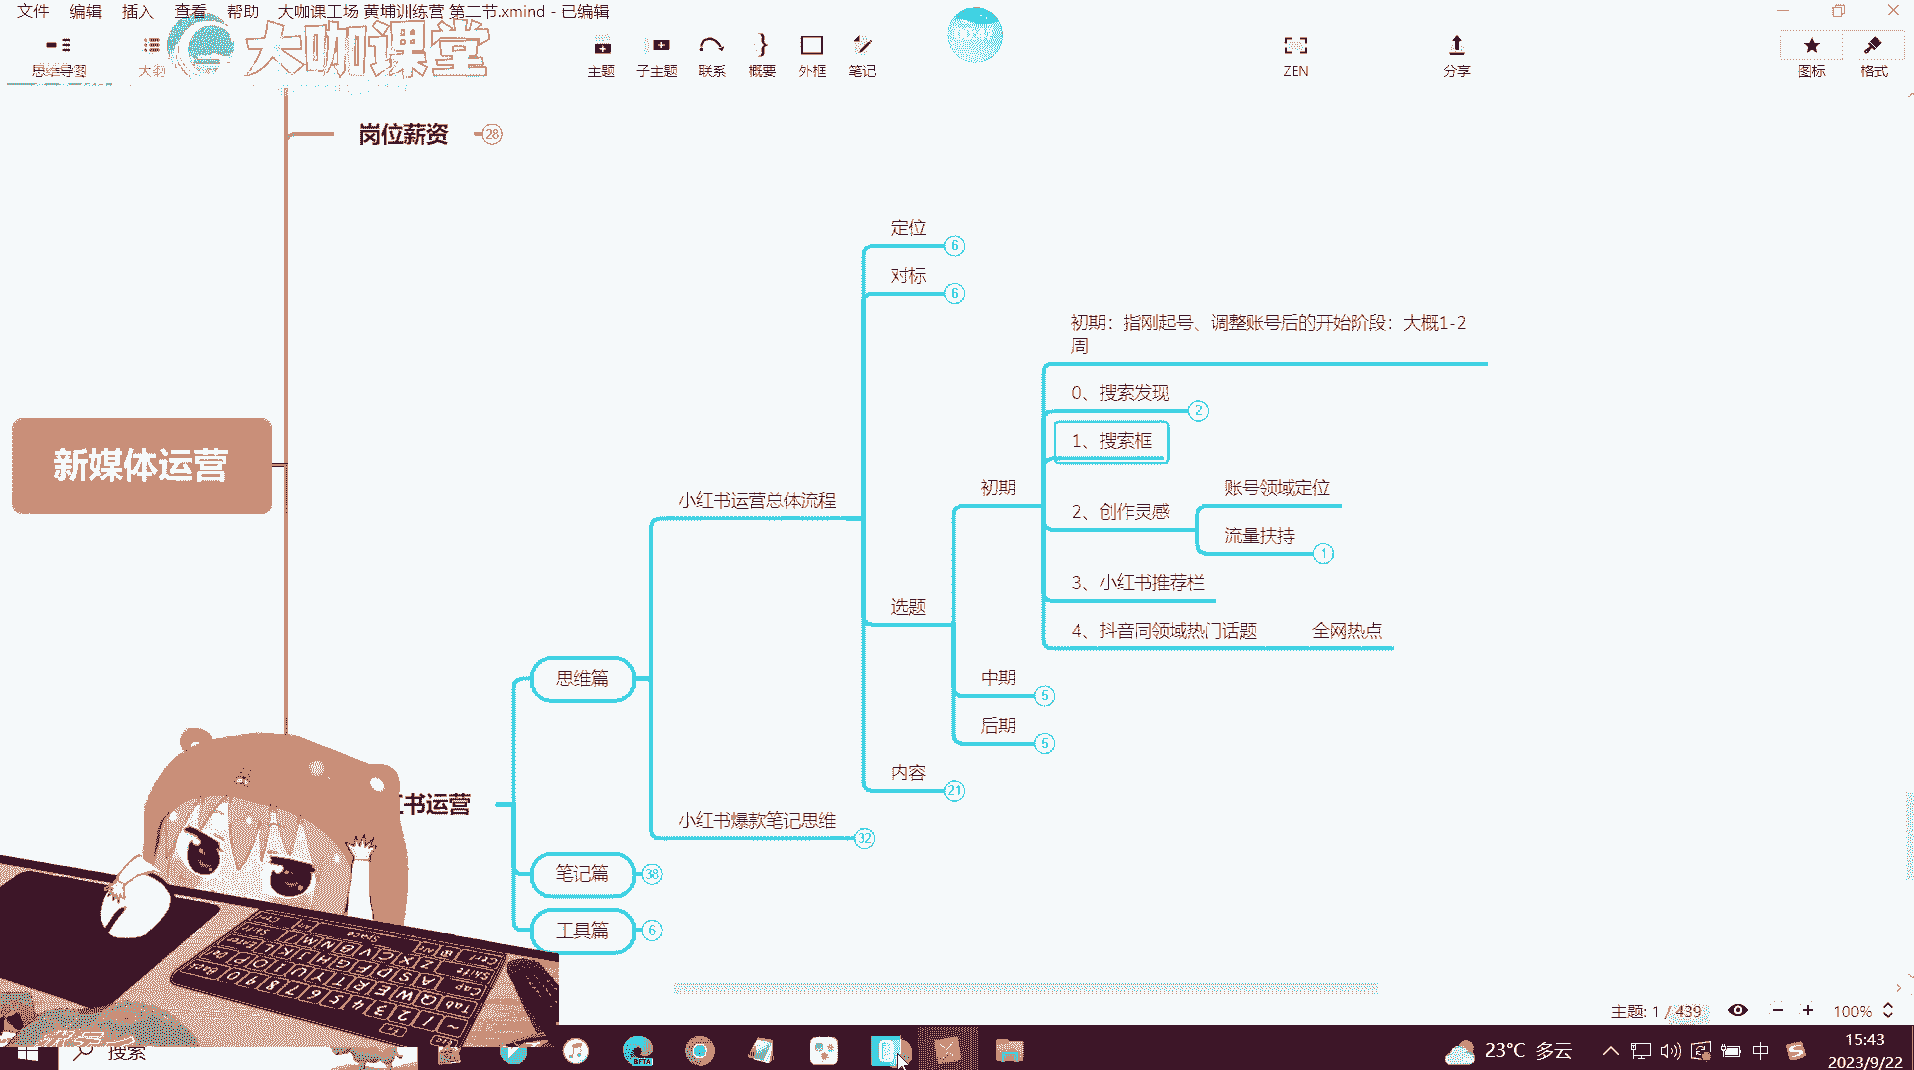 文件 编辑 插入 查看 帮助 大咖课工场 黄埔训练营 第二节.xmind - 已编辑
大咖课堂
思维导图 大纲 主题 子主题 联系 概要 外框 笔记 ZEN 分享 图标 格式
岗位薪资 28
定位 6
对标 6
初期：指刚起号、调整账号后的开始阶段：大概1-2
周
0、搜索发现 2
1、搜索框
新媒体运营
初期
账号领域定位
小红书运营总体流程
2、创作灵感
流量扶持 1
3、小红书推荐栏
选题
4、抖音同领域热门话题 全网热点
思维篇
中期 5
后期 5
内容 21
书运营
小红书爆款笔记思维 32
笔记篇 38
工具篇 6
主题: 1 / 439 100%
搜索
BETA
23°C 多云
中
15:43
2023/9/22